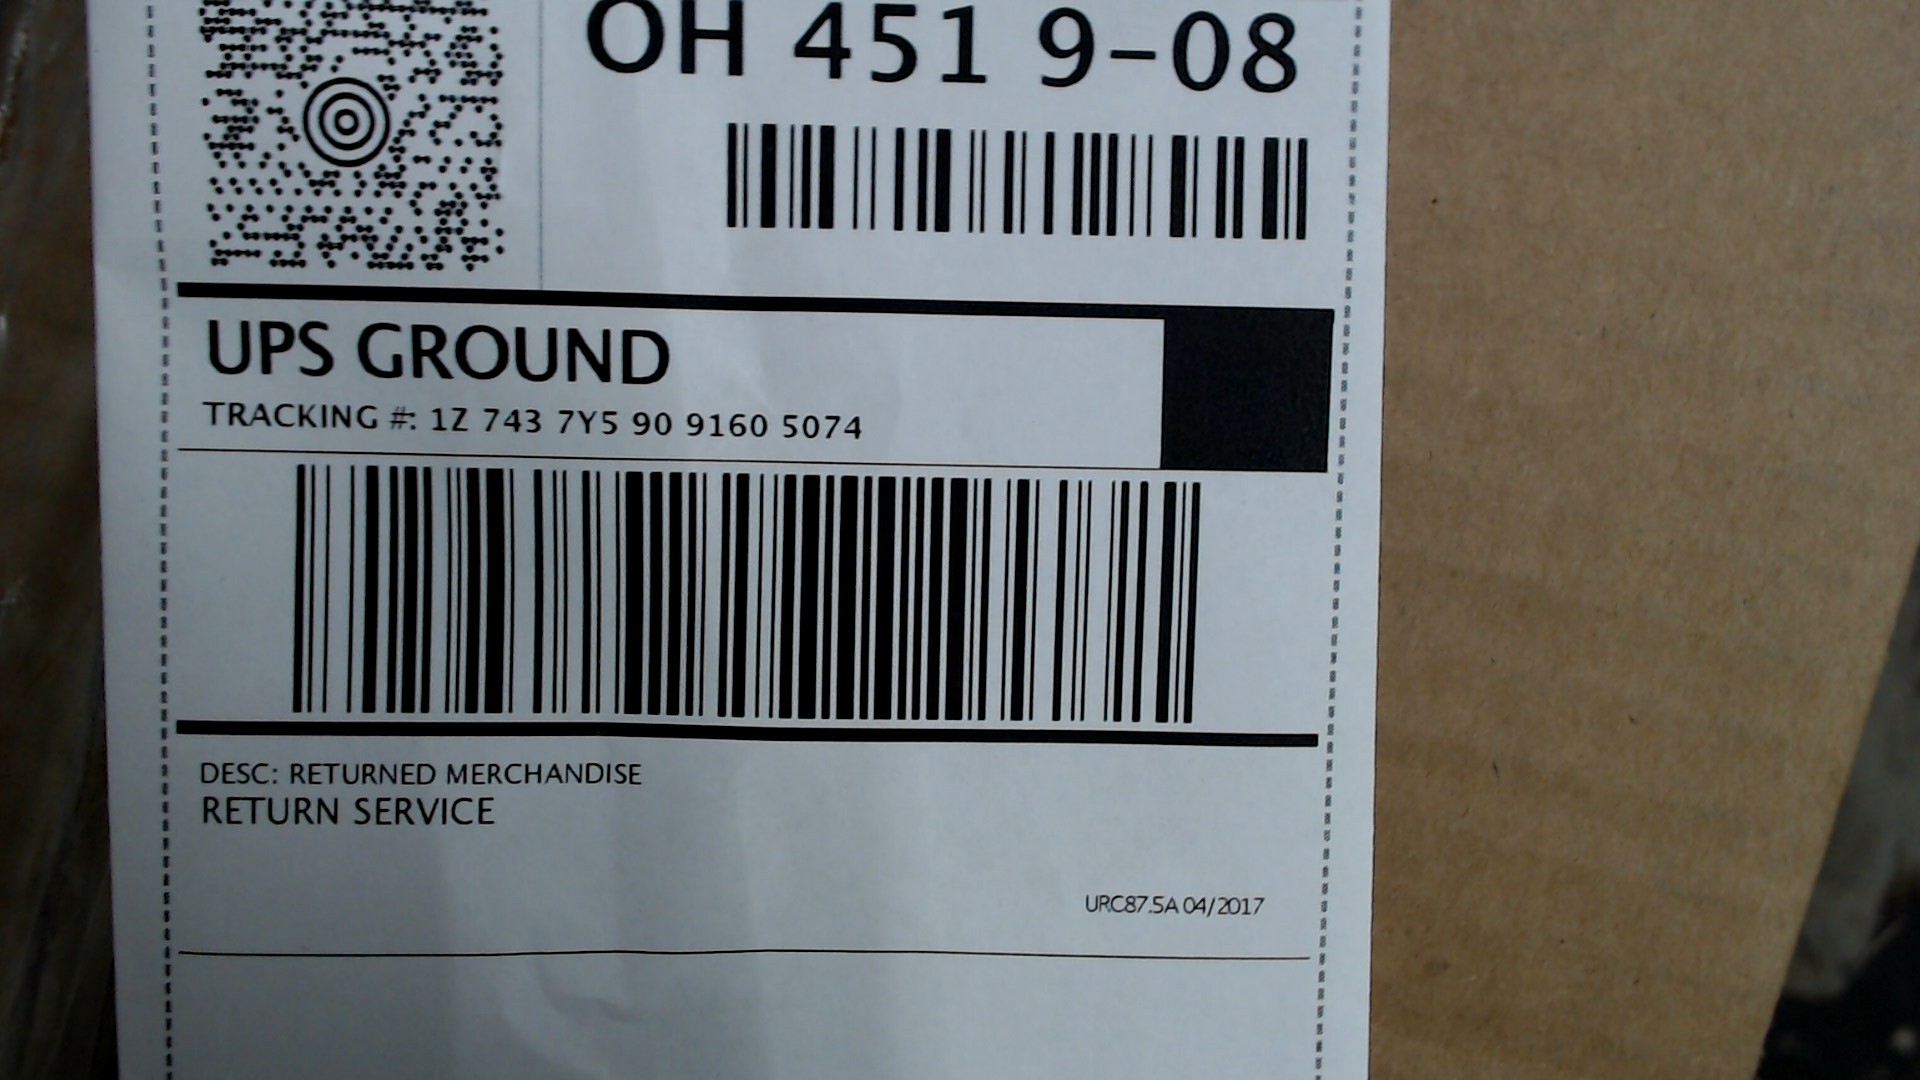 OH 451 9-08
UPS GROUND
TRACKING #: 1Z 743 7Y5 90 9160 5074
DESC: RETURNED MERCHANDISE
RETURN SERVICE
URC87.5A 04/2017